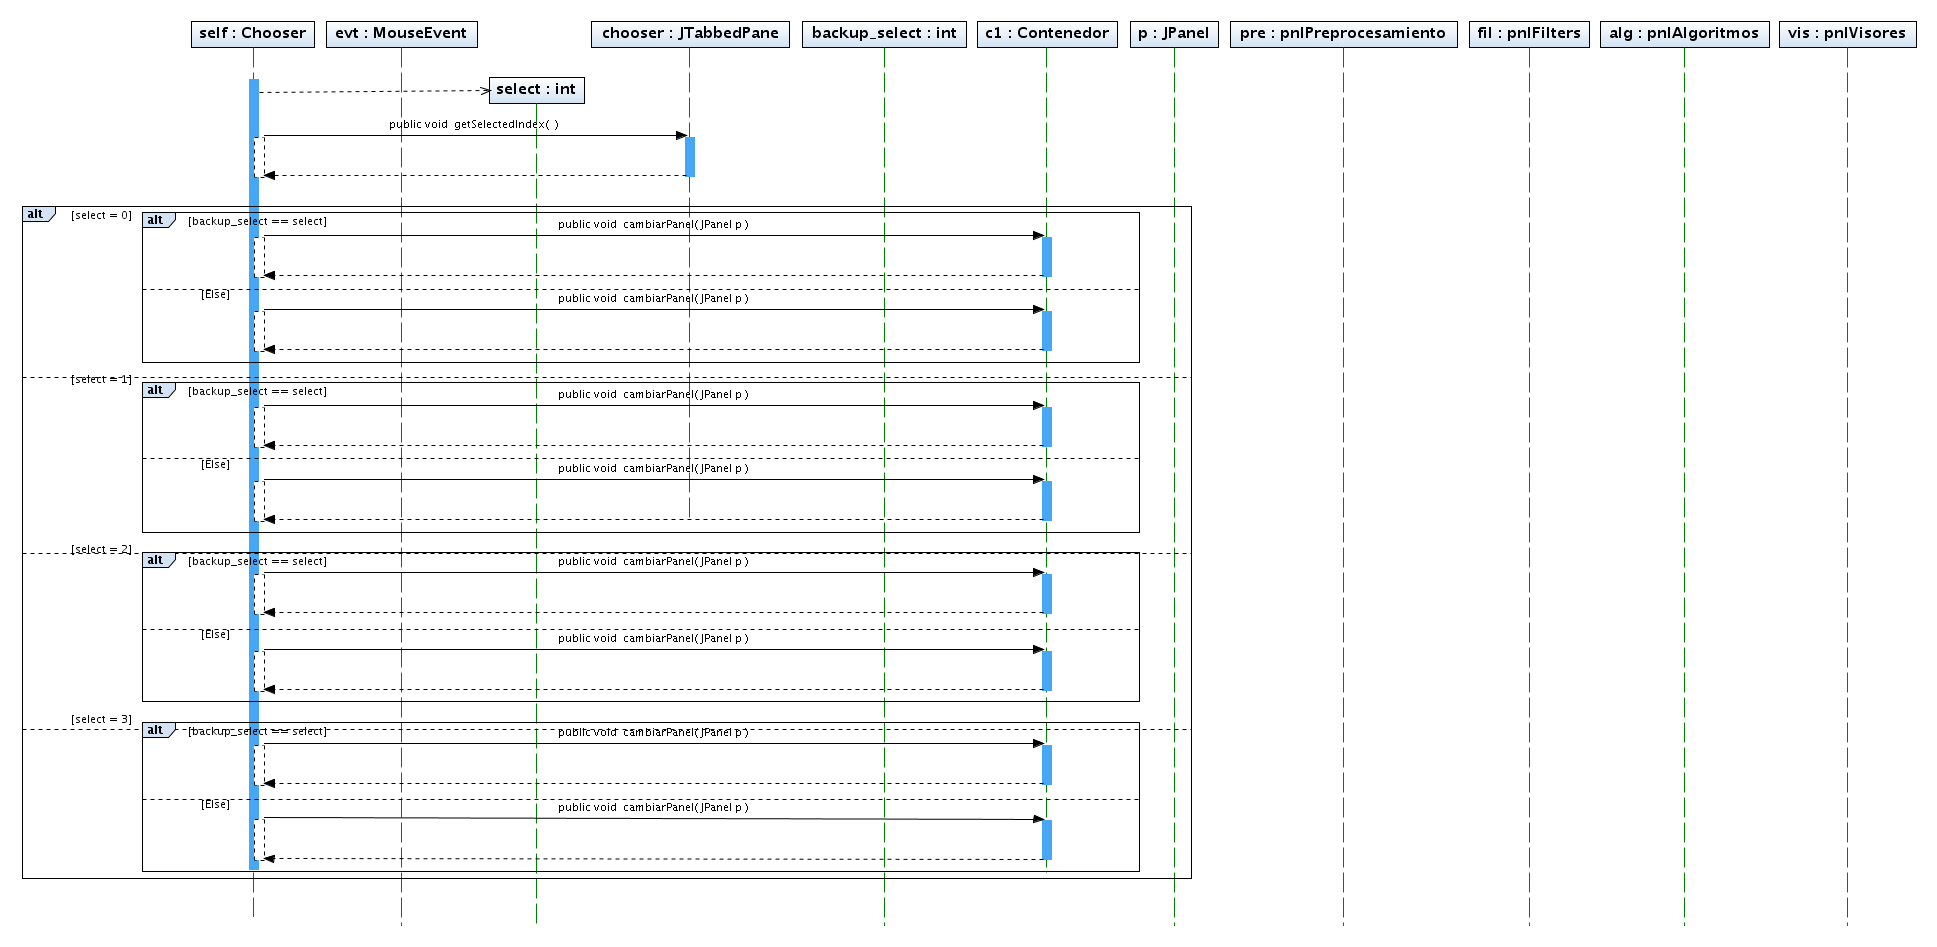 self : Chooser
evt : MouseEvent
chooser : JTabbedPane
backup_select : int
c1 : Contenedor
p : JPanel
pre : pnlPreprocesamiento
fil : pnlFilters
alg : pnlAlgoritmos
vis : pnlVisores
select : int
public void getSelectedIndex( )
alt
[select = 0]
alt
[backup_select == select]
public void cambiarPanel( JPanel p )
[Else]
public void cambiarPanel( JPanel p )
[select = 1]
alt
[backup_select == select]
public void cambiarPanel( JPanel p )
[Else]
public void cambiarPanel( JPanel p )
[select = 2]
alt
[backup_select == select]
public void cambiarPanel( JPanel p )
[Else]
public void cambiarPanel( JPanel p )
[select = 3]
alt
[backup_select == select]
public void cambiarPanel( JPanel p )
[Else]
public void cambiarPanel( JPanel p )